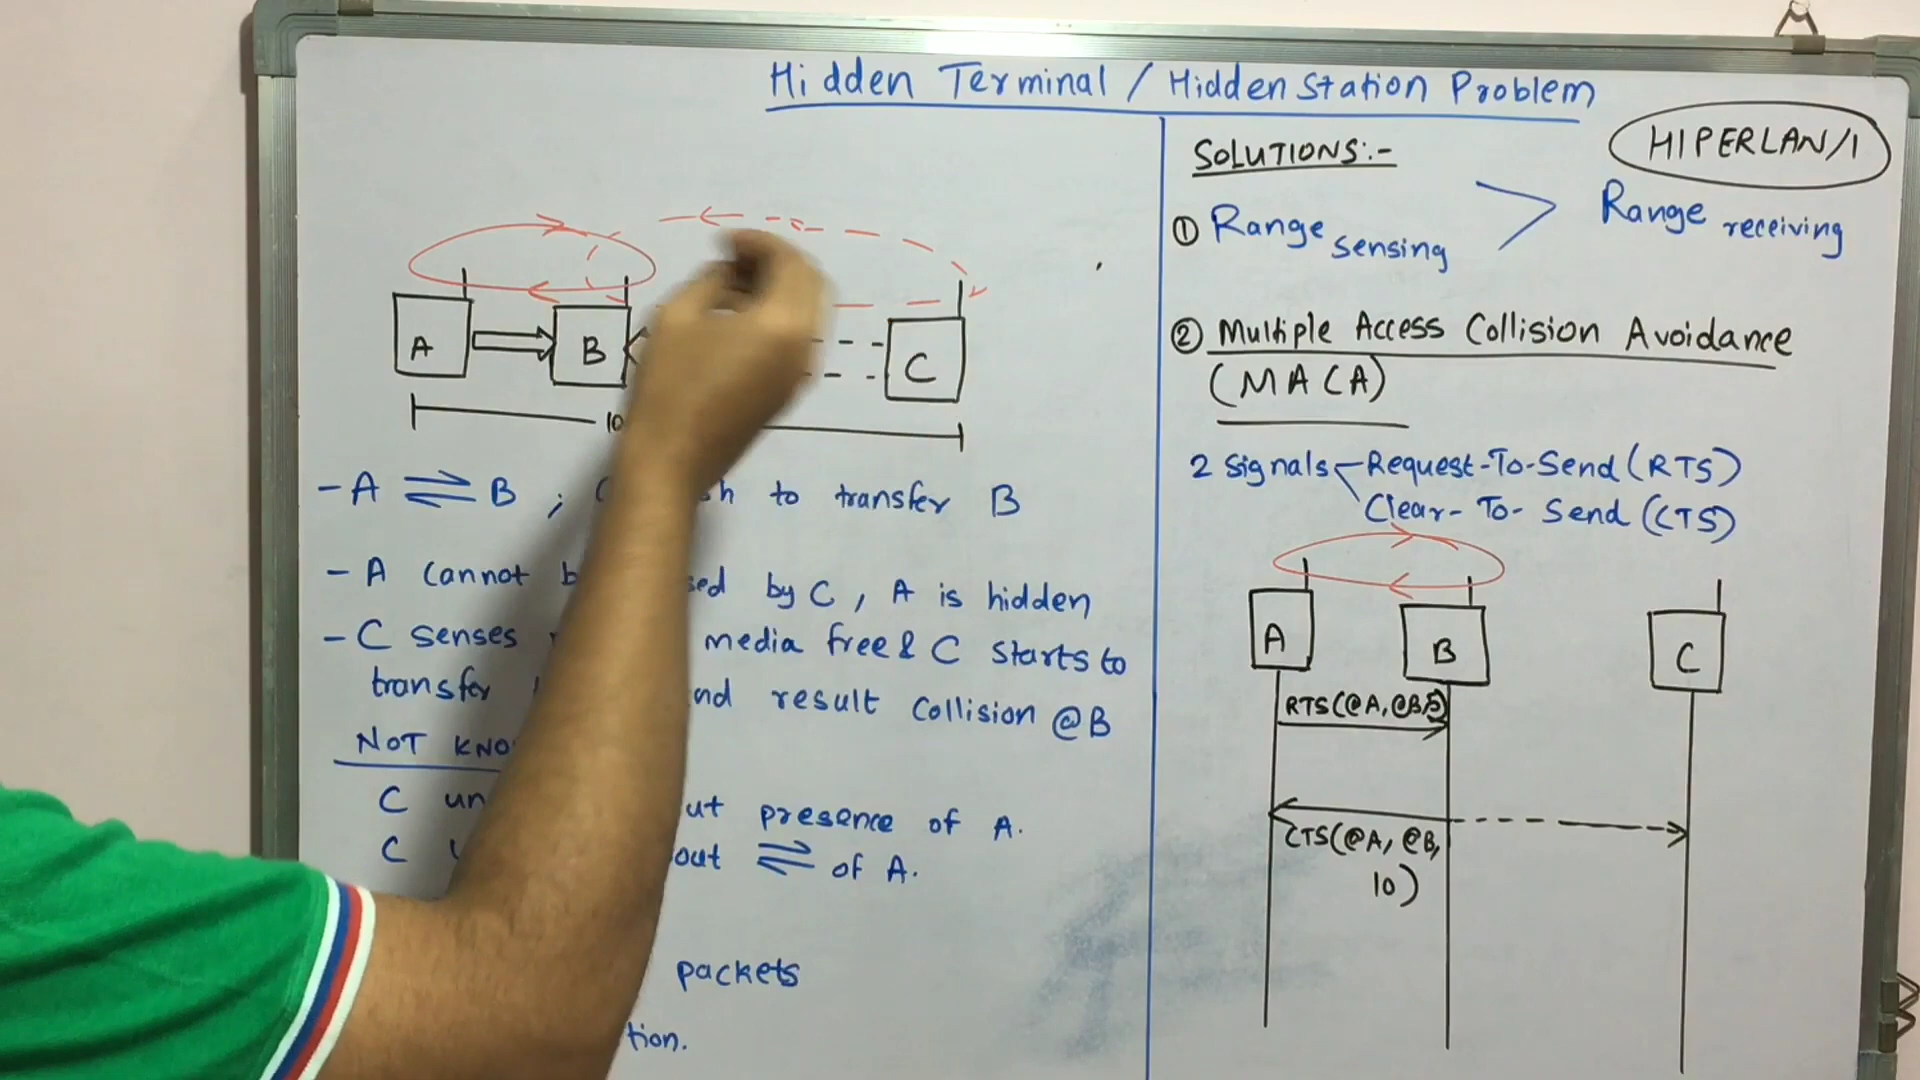 Hidden Terminal / Hidden Station Problem
A
B
C
10
- A ⇌ B ; to transfer B
- A cannot by C, A is hidden
- C senses media free & C starts to
transfer result Collision @B
NOT
C presence of A.
C ⇌ of A.
packets
SOLUTIONS:-
HIPERLAN/1
① Range sensing > Range receiving
② Multiple Access Collision Avoidance
(MACA)
2 Signals Request-To-Send (RTS)
Clear-To-Send (CTS)
A
B
C
RTS(@A, @B,
CTS(@A, @B,
10)